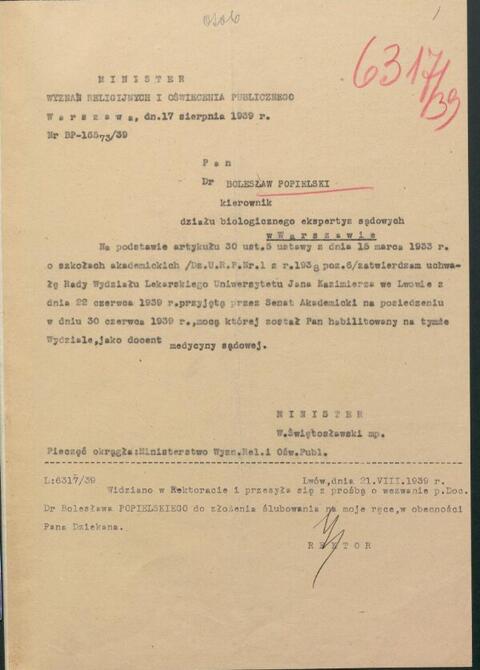 osob
6317/39
MINISTER
WYZNAŃ RELIGIJNYCH I OŚWIECENIA PUBLICZNEGO
Warszawa, dn.17 sierpnia 1939 r.
Nr BP-16573/39
Pan
Dr BOLESŁAW POPIELSKI
kierownik
działu biologicznego ekspertyz sądowych
wWarszawie
Na podstawie artykułu 30 ust.5 ustawy z dnia 15 marca 1933 r.
o szkołach akademickich /Dz.U.R.P.Nr.1 z r.1938 poz.6/zatwierdzam uchwa-
łę Rady Wydziału Lekarskiego Uniwerzytetu Jana Kazimierza we Lwowie z
dnia 22 czerwca 1939 r.przyjętę przez Senat Akademicki na posiedzeniu
w dniu 30 czerwca 1939 r.,mocą której został Pan habilitowany na tymże
Wydziale,jako docent medycyny sądowej.
MINISTER
W.Świętosławski mp.
Pieczęć okrągła:Ministerstwo Wyzn.Rel.i Ośw.Publ.
L:6317/39 Lwów,dnia 21.VIII.1939 r.
Widziano w Rektoracie i przesyła się z prośbą o wezwanie p.Doc.
Dr Bolesława POPIELSKIEGO do złożenia ślubowania na moje ręce,w obecności
Pana Dziekana.
REKTOR